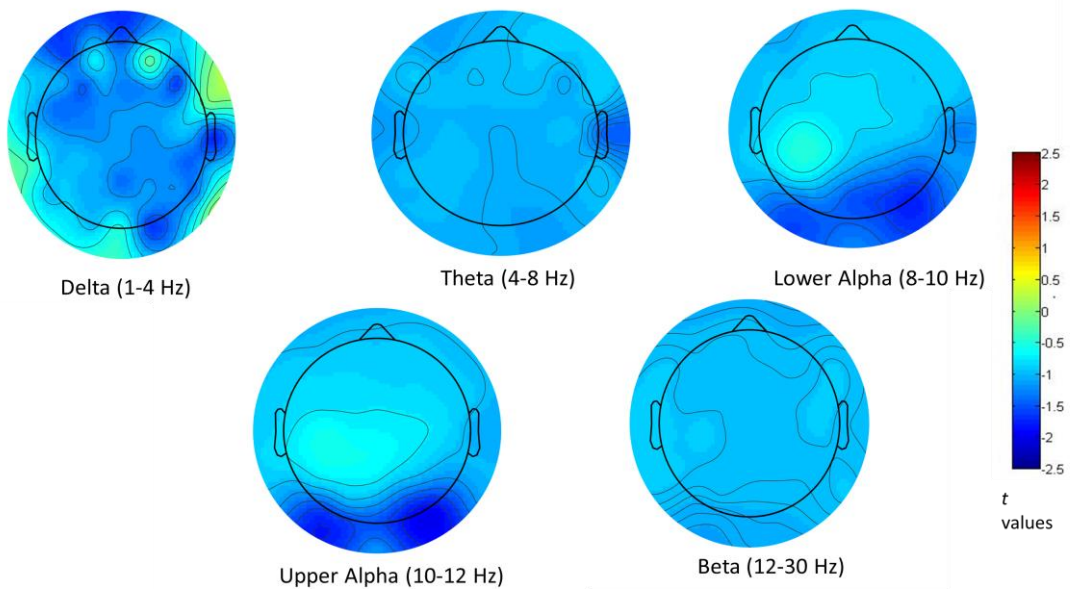 Delta (1-4 Hz)
Theta (4-8 Hz)
Lower Alpha (8-10 Hz)
Upper Alpha (10-12 Hz)
Beta (12-30 Hz)
2.5
2
1.5
1
0.5
0
-0.5
-1
-1.5
-2
-2.5
t
values